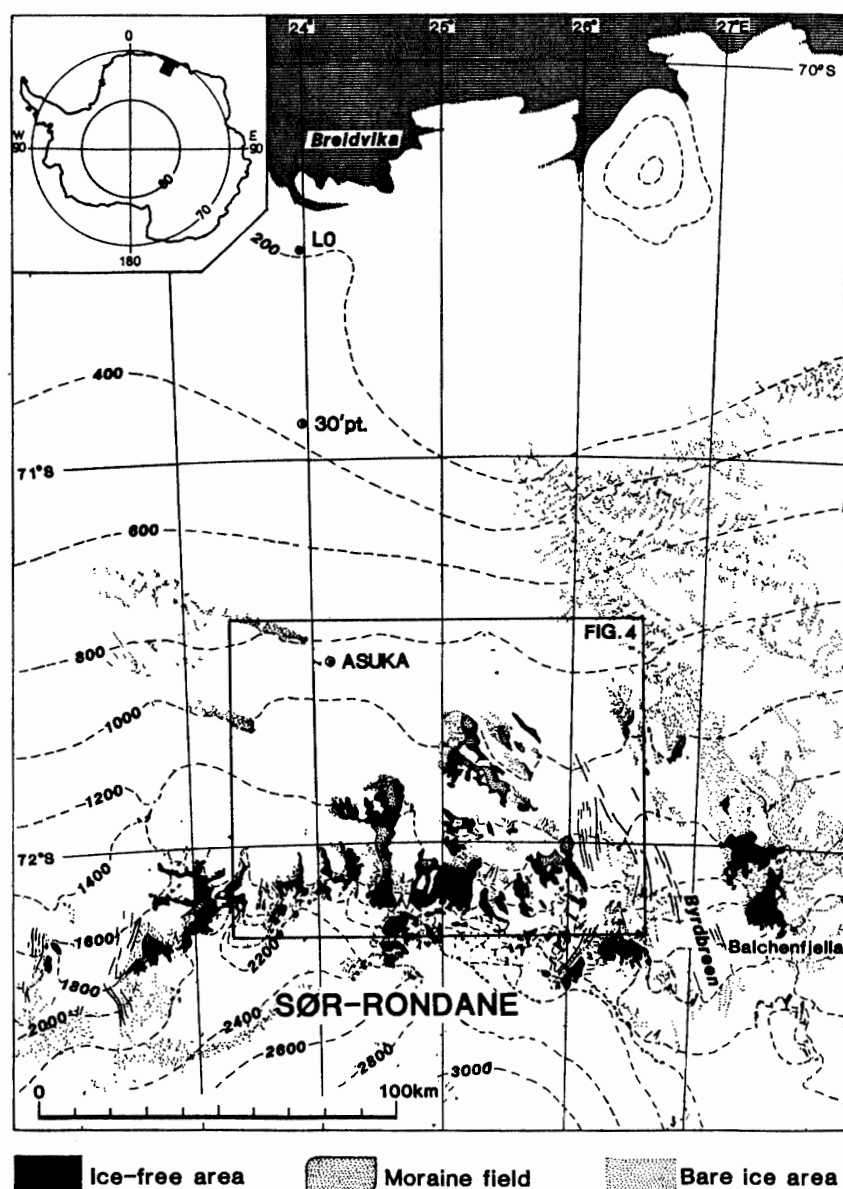 24° 25° 26° 27°E
70°S
0
W 90
E 90
80
70
180
Breidvika
L0
200
400
30'pt.
71°S
600
FIG. 4
800
ASUKA
1000
1200
72°S
1400
1600
1800
2000
2200
Byrdbreen
Balchenfjella
SØR-RONDANE
2400
2600
2800
3000
0 100km
Ice-free area Moraine field Bare ice area